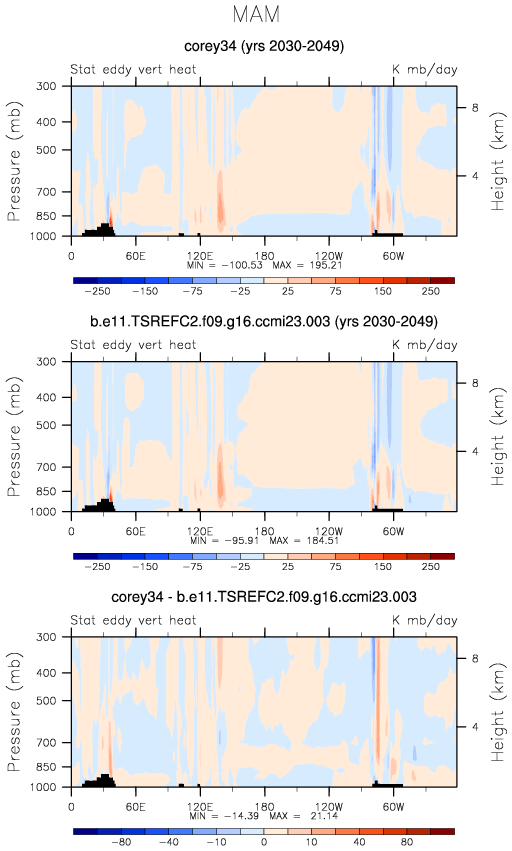 MAM
corey34 (yrs 2030-2049)
Stat eddy vert heat K mb/day
Pressure (mb)
300
400
500
700
850
1000
8
4
Height (km)
0 60E 120E 180 120W 60W
MIN = -100.53 MAX = 195.21
-250 -150 -75 -25 25 75 150 250
b.e11.TSREFC2.f09.g16.ccmi23.003 (yrs 2030-2049)
Stat eddy vert heat K mb/day
Pressure (mb)
300
400
500
700
850
1000
8
4
Height (km)
0 60E 120E 180 120W 60W
MIN = -95.91 MAX = 184.51
-250 -150 -75 -25 25 75 150 250
corey34 - b.e11.TSREFC2.f09.g16.ccmi23.003
Stat eddy vert heat K mb/day
Pressure (mb)
300
400
500
700
850
1000
8
4
Height (km)
0 60E 120E 180 120W 60W
MIN = -14.39 MAX = 21.14
-80 -40 -10 0 10 40 80